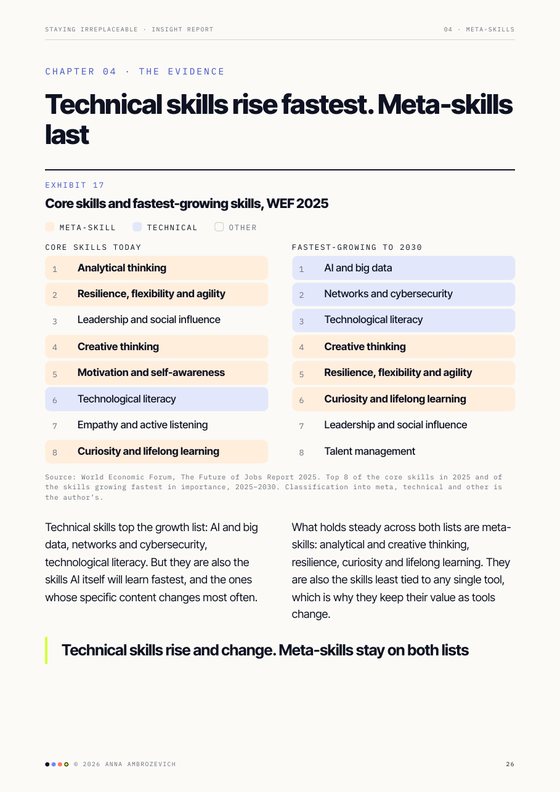 STAYING IRREPLACEABLE · INSIGHT REPORT
04 · META-SKILLS
CHAPTER 04 · THE EVIDENCE
Technical skills rise fastest. Meta-skills
last
EXHIBIT 17
Core skills and fastest-growing skills, WEF 2025
META-SKILL
TECHNICAL
OTHER
CORE SKILLS TODAY
1 Analytical thinking
2 Resilience, flexibility and agility
3 Leadership and social influence
4 Creative thinking
5 Motivation and self-awareness
6 Technological literacy
7 Empathy and active listening
8 Curiosity and lifelong learning
FASTEST-GROWING TO 2030
1 AI and big data
2 Networks and cybersecurity
3 Technological literacy
4 Creative thinking
5 Resilience, flexibility and agility
6 Curiosity and lifelong learning
7 Leadership and social influence
8 Talent management
Source: World Economic Forum, The Future of Jobs Report 2025. Top 8 of the core skills in 2025 and of
the skills growing fastest in importance, 2025–2030. Classification into meta, technical and other is
the author's.
Technical skills top the growth list: AI and big
data, networks and cybersecurity,
technological literacy. But they are also the
skills AI itself will learn fastest, and the ones
whose specific content changes most often.
What holds steady across both lists are meta-
skills: analytical and creative thinking,
resilience, curiosity and lifelong learning. They
are also the skills least tied to any single tool,
which is why they keep their value as tools
change.
Technical skills rise and change. Meta-skills stay on both lists
© 2026 ANNA AMBROZEVICH
26